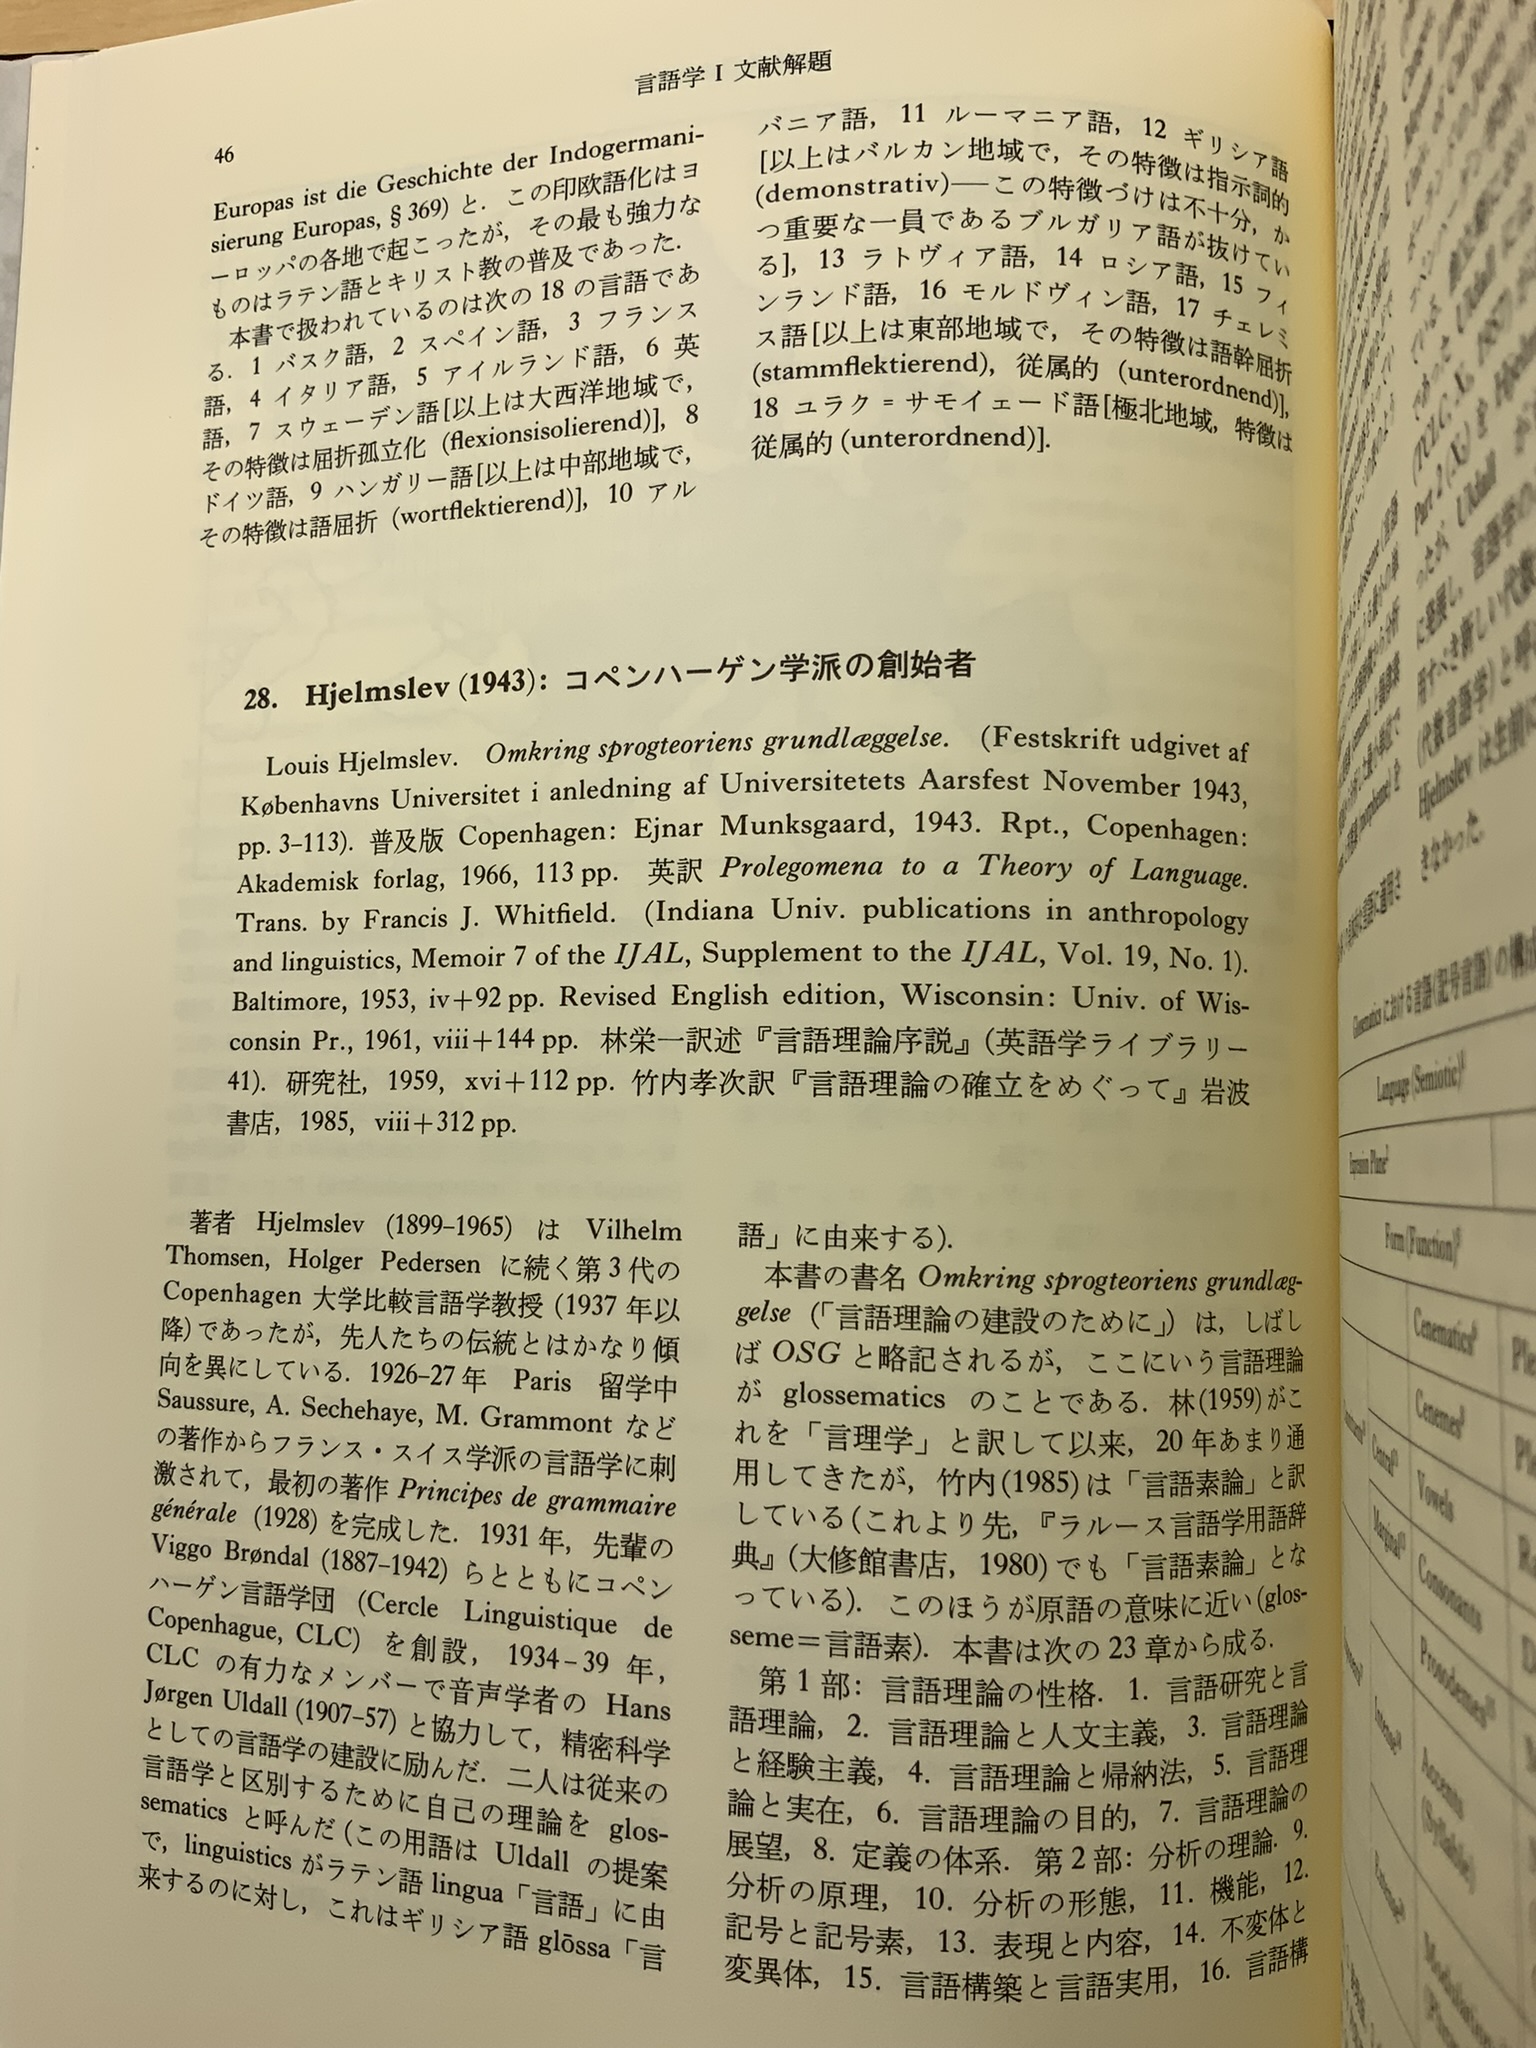 言語学 I 文献解題
46
Europas ist die Geschichte der Indogermani-
sierung Europas, § 369) と．この印欧語化はヨ
ーロッパの各地で起こったが，その最も強力な
ものはラテン語とキリスト教の普及であった．
本書で扱われているのは次の 18 の言語であ
る．1 バスク語，2 スペイン語，3 フランス
語，4 イタリア語，5 アイルランド語，6 英
語，7 スウェーデン語[以上は大西洋地域で，
その特徴は屈折孤立化 (flexionsisolierend)]，8
ドイツ語，9 ハンガリー語[以上は中部地域で，
その特徴は語屈折 (wortflektierend)]，10 アル
バニア語，11 ルーマニア語，12 ギリシア語
[以上はバルカン地域で，その特徴は指示詞的
(demonstrativ)—この特徴づけは不十分，か
つ重要な一員であるブルガリア語が抜けてい
る]，13 ラトヴィア語，14 ロシア語，15 フィ
ンランド語，16 モルドヴィン語，17 チェレミ
ス語[以上は東部地域で，その特徴は語幹屈折
(stammflektierend)，従属的 (unterordnend)]，
18 ユラク＝サモイェード語[極北地域，特徴は
従属的 (unterordnend)]．
28. Hjelmslev (1943): コペンハーゲン学派の創始者
Louis Hjelmslev. Omkring sprogteoriens grundlæggelse. (Festskrift udgivet af
Københavns Universitet i anledning af Universitetets Aarsfest November 1943,
pp. 3–113). 普及版 Copenhagen: Ejnar Munksgaard, 1943. Rpt., Copenhagen:
Akademisk forlag, 1966, 113 pp. 英訳 Prolegomena to a Theory of Language.
Trans. by Francis J. Whitfield. (Indiana Univ. publications in anthropology
and linguistics, Memoir 7 of the IJAL, Supplement to the IJAL, Vol. 19, No. 1).
Baltimore, 1953, iv+92 pp. Revised English edition, Wisconsin: Univ. of Wis-
consin Pr., 1961, viii+144 pp. 林栄一訳述『言語理論序説』(英語学ライブラリー
41). 研究社，1959, xvi+112 pp. 竹内孝次訳『言語理論の確立をめぐって』岩波
書店，1985, viii+312 pp.
著者 Hjelmslev (1899–1965) は Vilhelm
Thomsen, Holger Pedersen に続く第 3 代の
Copenhagen 大学比較言語学教授 (1937 年以
降)であったが，先人たちの伝統とはかなり傾
向を異にしている．1926–27 年 Paris 留学中
Saussure, A. Sechehaye, M. Grammont など
の著作からフランス・スイス学派の言語学に刺
激されて，最初の著作 Principes de grammaire
générale (1928) を完成した．1931 年，先輩の
Viggo Brøndal (1887–1942) らとともにコペン
ハーゲン言語学団 (Cercle Linguistique de
Copenhague, CLC) を創設，1934–39 年，
CLC の有力なメンバーで音声学者の Hans
Jørgen Uldall (1907–57) と協力して，精密科学
としての言語学の建設に励んだ．二人は従来の
言語学と区別するために自己の理論を glos-
sematics と呼んだ (この用語は Uldall の提案
で，linguistics がラテン語 lingua「言語」に由
来するのに対し，これはギリシア語 glōssa「言
語」に由来する)．
本書の書名 Omkring sprogteoriens grundlæg-
gelse (「言語理論の建設のために」) は，しばし
ば OSG と略記されるが，ここにいう言語理論
が glossematics のことである．林(1959)がこ
れを「言理学」と訳して以来，20 年あまり通
用してきたが，竹内(1985)は「言語素論」と訳
している(これより先，『ラルース言語学用語辞
典』(大修館書店，1980)でも「言語素論」とな
っている)．このほうが原語の意味に近い(glos-
seme＝言語素)．本書は次の 23 章から成る．
第 1 部：言語理論の性格．1. 言語研究と言
語理論，2. 言語理論と人文主義，3. 言語理論
と経験主義，4. 言語理論と帰納法，5. 言語理
論と実在，6. 言語理論の目的，7. 言語理論の
展望，8. 定義の体系．第 2 部：分析の理論．9.
分析の原理，10. 分析の形態，11. 機能，12.
記号と記号素，13. 表現と内容，14. 不変体と
変異体，15. 言語構築と言語実用，16. 言語構
Hjelmslev は生前に
きなかった．
Language (Semiotic)
Expression Plane
Form (Function)
Cenematics
Cenemes
Central
Vowels
Marginal
Consonants
Prosodemes
Intense
Accents
(Syllable)